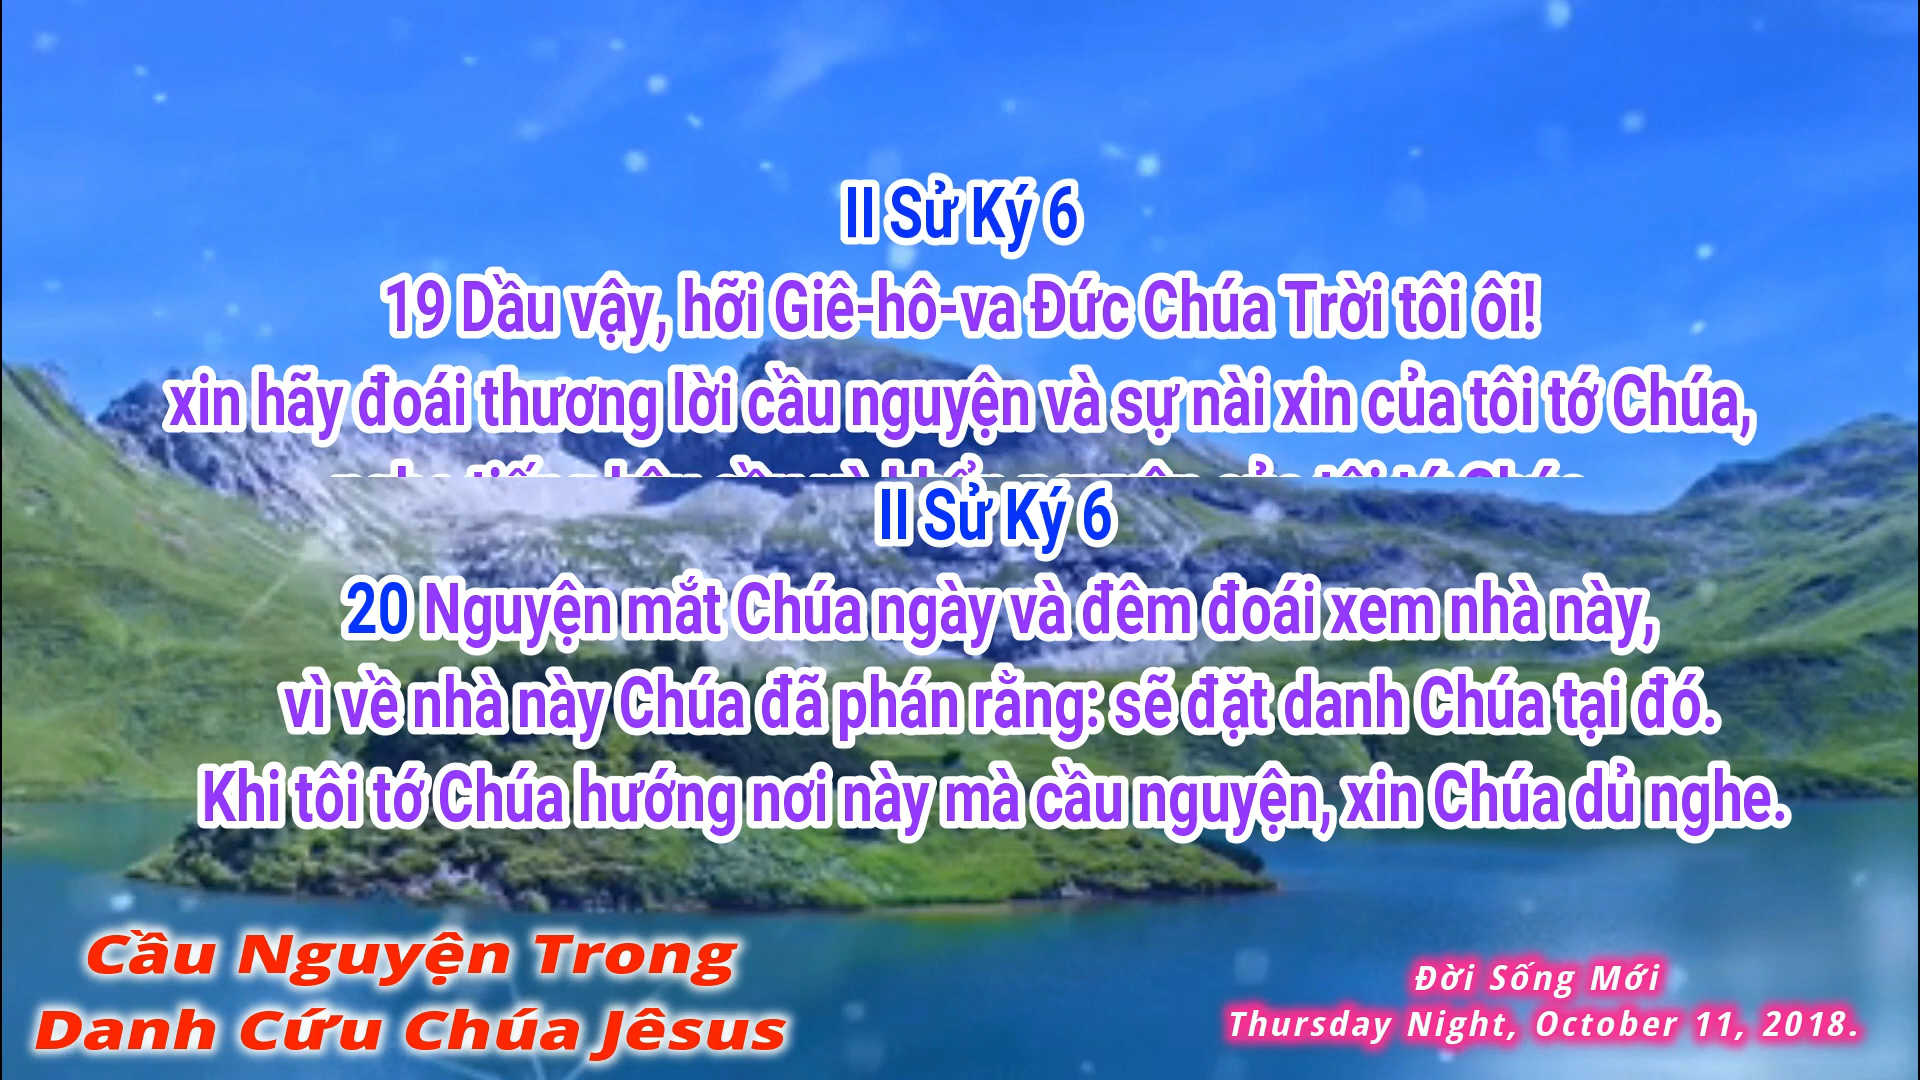 II Sử Ký 6
19 Dầu vậy, hỡi Giê-hô-va Đức Chúa Trời tôi ôi!
xin hãy đoái thương lời cầu nguyện và sự nài xin của tôi tớ Chúa,
II Sử Ký 6
20 Nguyện mắt Chúa ngày và đêm đoái xem nhà này,
vì về nhà này Chúa đã phán rằng: sẽ đặt danh Chúa tại đó.
Khi tôi tớ Chúa hướng nơi này mà cầu nguyện, xin Chúa dủ nghe.
Cầu Nguyện Trong
Danh Cứu Chúa Jêsus
Đời Sống Mới
Thursday Night, October 11, 2018.